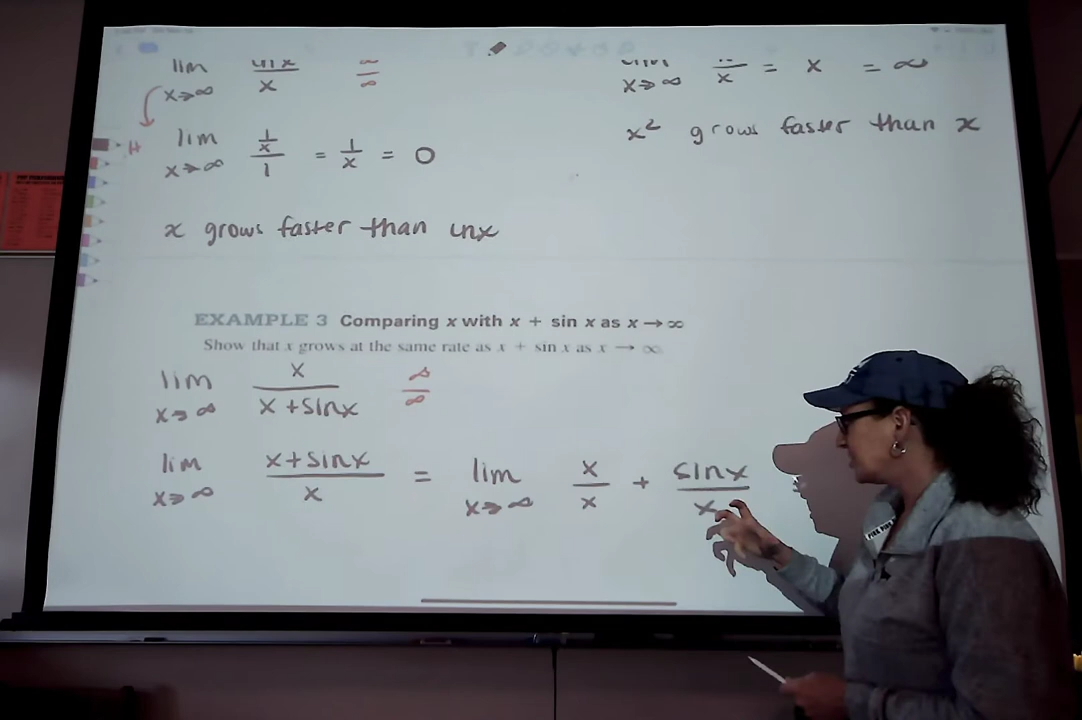 lim x→∞ x ∞/∞
lim x→∞ = x = ∞
H lim x→∞ (1/x)/1 = 1/x = 0
x² grows faster than x
x grows faster than lnx
EXAMPLE 3 Comparing x with x + sin x as x → ∞
Show that x grows at the same rate as x + sin x as x → ∞.
lim x→∞ x/(x+sinx) ∞/∞
lim x→∞ (x+sinx)/x = lim x→∞ x/x + sinx/x